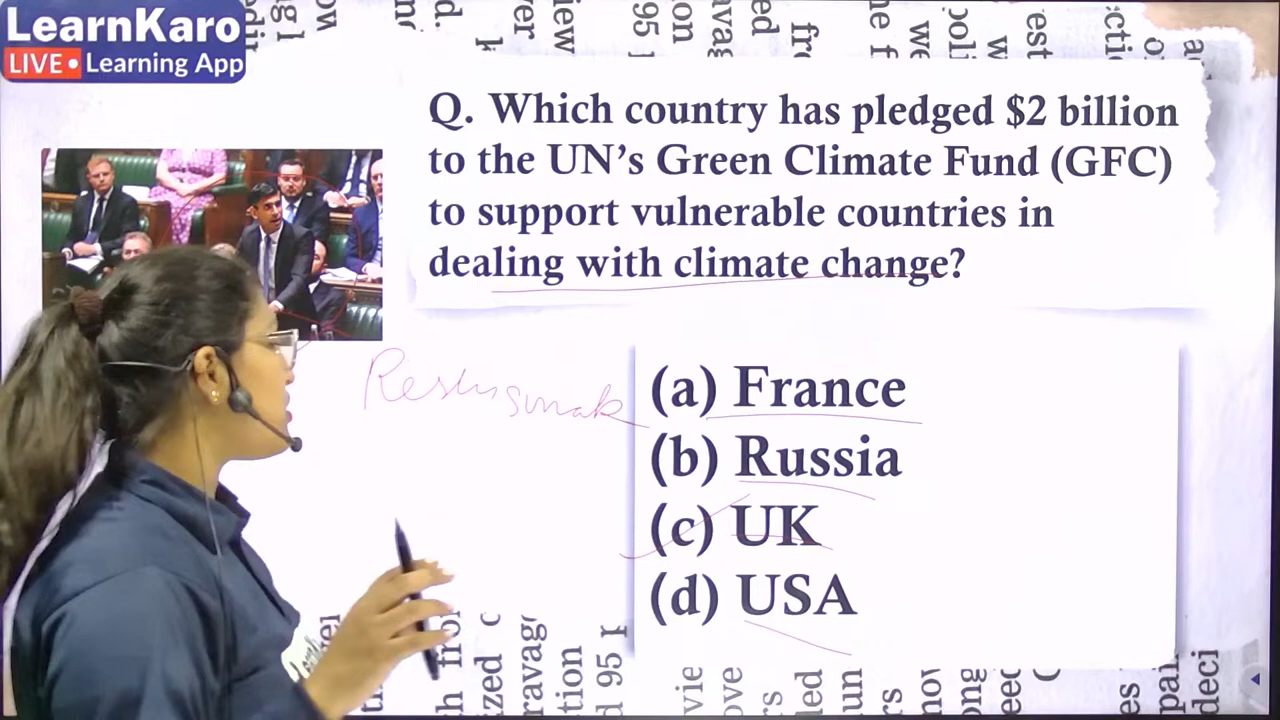 LearnKaro
LIVE • Learning App
Q. Which country has pledged $2 billion
to the UN’s Green Climate Fund (GFC)
to support vulnerable countries in
dealing with climate change?
Reshi sunak
(a) France
(b) Russia
(c) UK
(d) USA